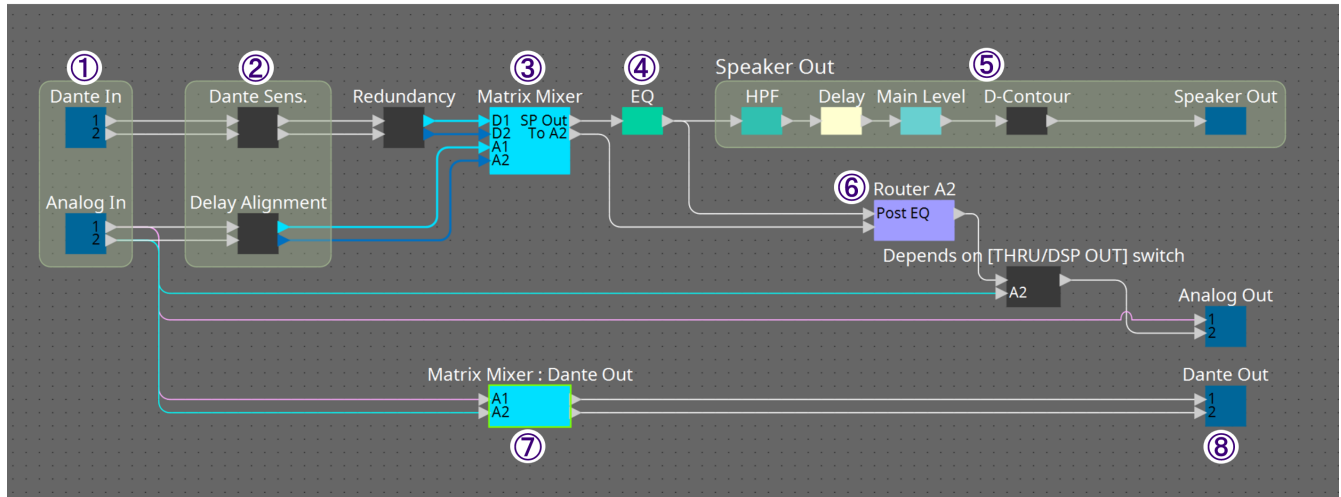 ① ② ③ ④ ⑤
Speaker Out
Dante In Dante Sens. Redundancy Matrix Mixer EQ HPF Delay Main Level D-Contour Speaker Out
1 D1 SP Out
2 D2 To A2
A1
A2
Analog In Delay Alignment ⑥ Router A2
1 Post EQ
2
Depends on [THRU/DSP OUT] switch
A2 Analog Out
1
2
Matrix Mixer : Dante Out Dante Out
A1 1
A2 2
⑦ ⑧